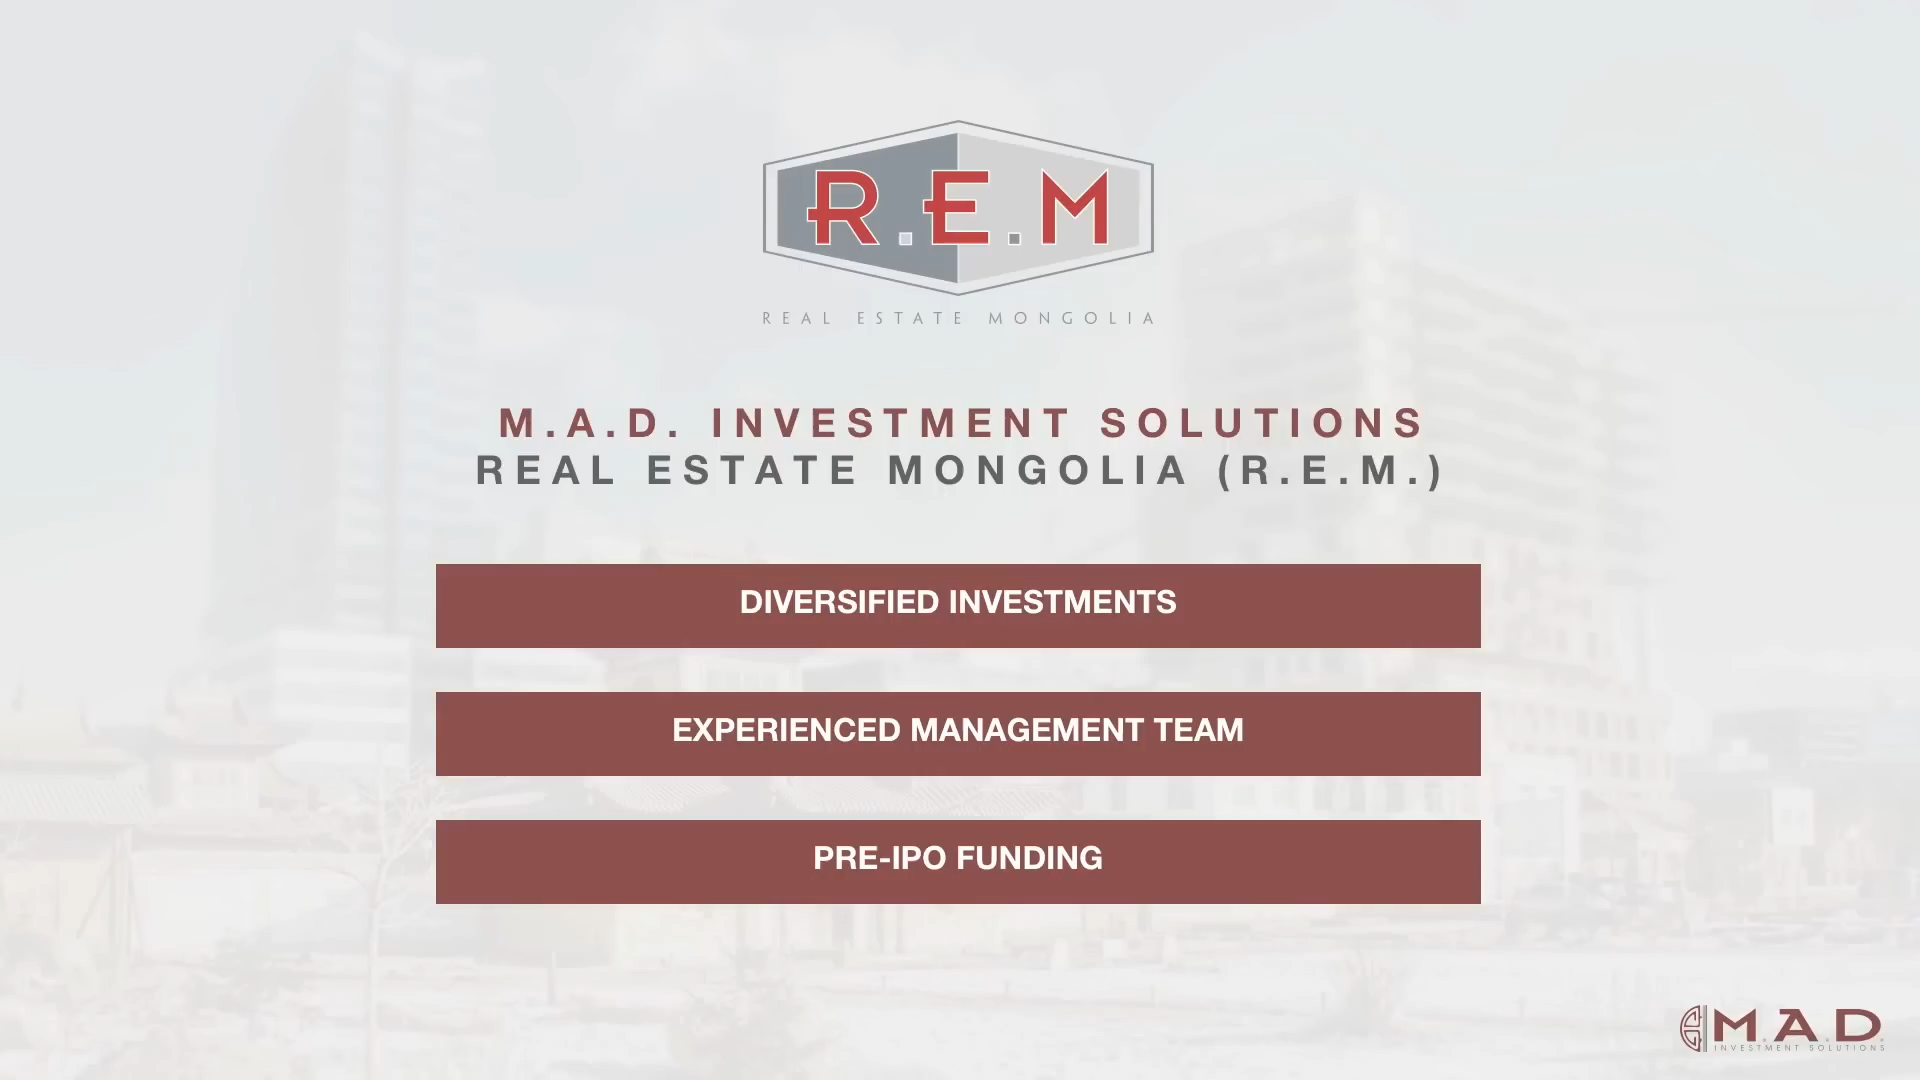 R.E.M
REAL ESTATE MONGOLIA
M.A.D. INVESTMENT SOLUTIONS
REAL ESTATE MONGOLIA (R.E.M.)
DIVERSIFIED INVESTMENTS
EXPERIENCED MANAGEMENT TEAM
PRE-IPO FUNDING
M.A.D.
INVESTMENT SOLUTIONS